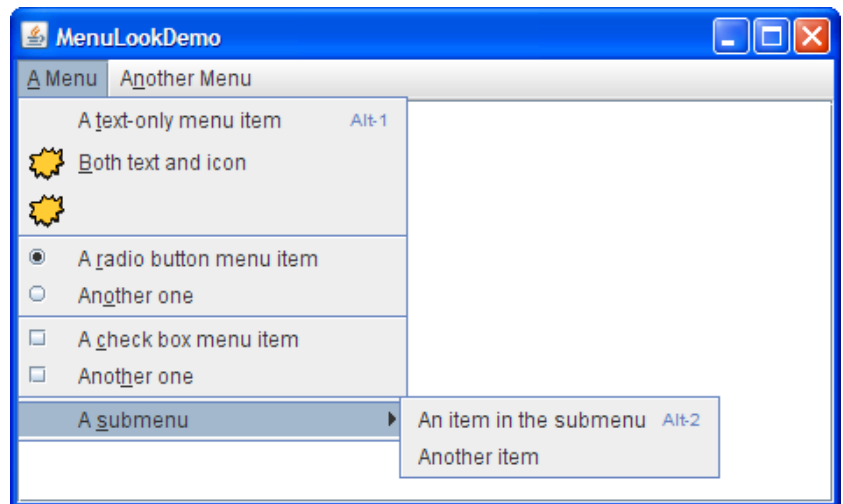 MenuLookDemo
A Menu Another Menu
A text-only menu item Alt-1
Both text and icon
A radio button menu item
Another one
A check box menu item
Another one
A submenu
An item in the submenu Alt-2
Another item